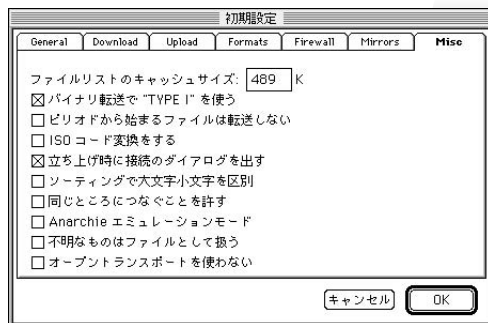 初期設定
General Download Upload Formats Firewall Mirrors Misc
ファイルリストのキャッシュサイズ: 489 K
バイナリ転送で "TYPE I" を使う
ピリオドから始まるファイルは転送しない
ISO コード変換をする
立ち上げ時に接続のダイアログを出す
ソーティングで大文字小文字を区別
同じところにつなぐことを許す
Anarchie エミュレーションモード
不明なものはファイルとして扱う
オープントランスポートを使わない
キャンセル OK